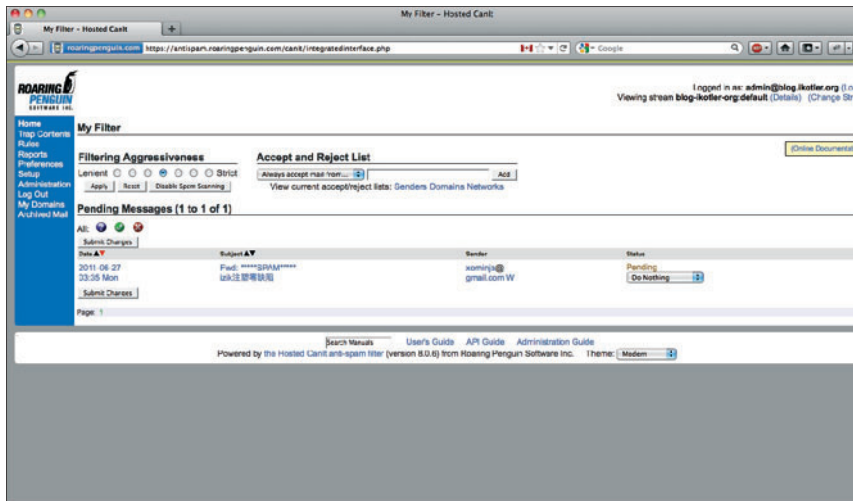 My Filter – Hosted CanIt
My Filter – Hosted CanIt
roaringpenguin.com https://antispam.roaringpenguin.com/canit/integratedinterface.php
Google
ROARING
PENGUIN
SOFTWARE INC.
Logged in as: admin@blog.ikotler.org (Lo
Viewing stream blog-ikotler-org:default (Details) (Change Str
Home
Trap Contents
Rules
Reports
Preferences
Setup
Administration
Log Out
My Domains
Archived Mail
My Filter
(Online Documentat
Filtering Aggressiveness
Lenient
Strict
Apply
Reset
Disable Spam Scanning
Accept and Reject List
Always accept mail from...
Add
View current accept/reject lists: Senders Domains Networks
Pending Messages (1 to 1 of 1)
All:
Submit Changes
Date▲▼
Subject▲▼
Sender
Status
2011-06-27
03:35 Mon
Fwd: *****SPAM*****
xominja@
gmail.com W
Pending
Do Nothing
Submit Changes
Page: 1
Search Manuals
User's Guide API Guide Administration Guide
Powered by the Hosted CanIt anti-spam filter (version 8.0.6) from Roaring Penguin Software Inc. Theme: Modern